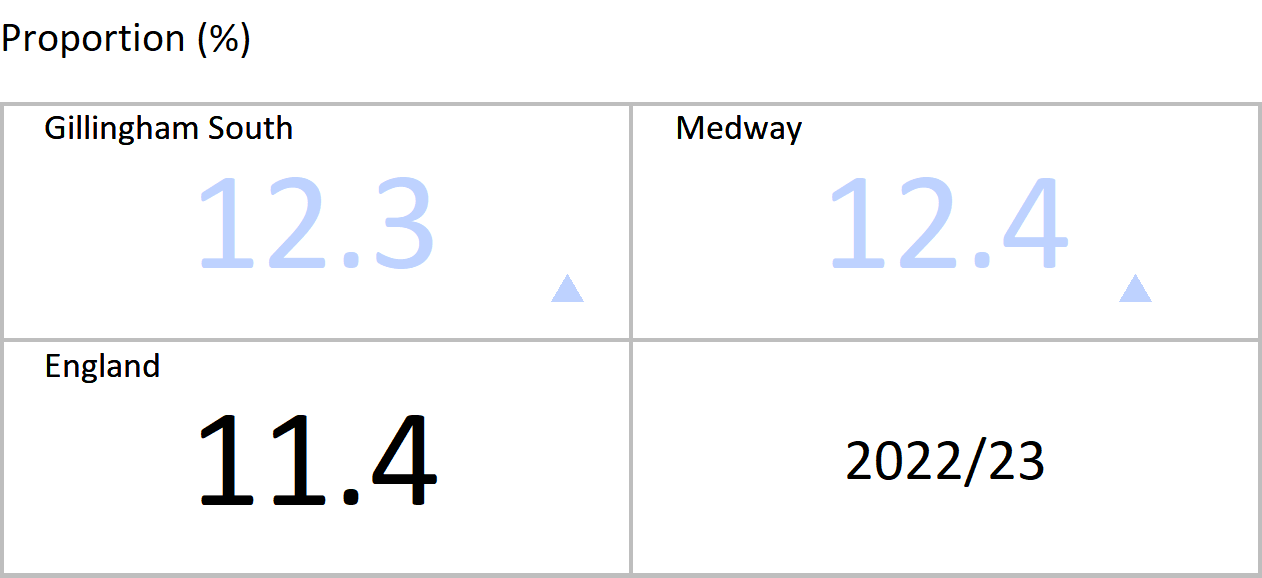 Proportion (%)
Gillingham South
12.3
Medway
12.4
England
11.4
2022/23